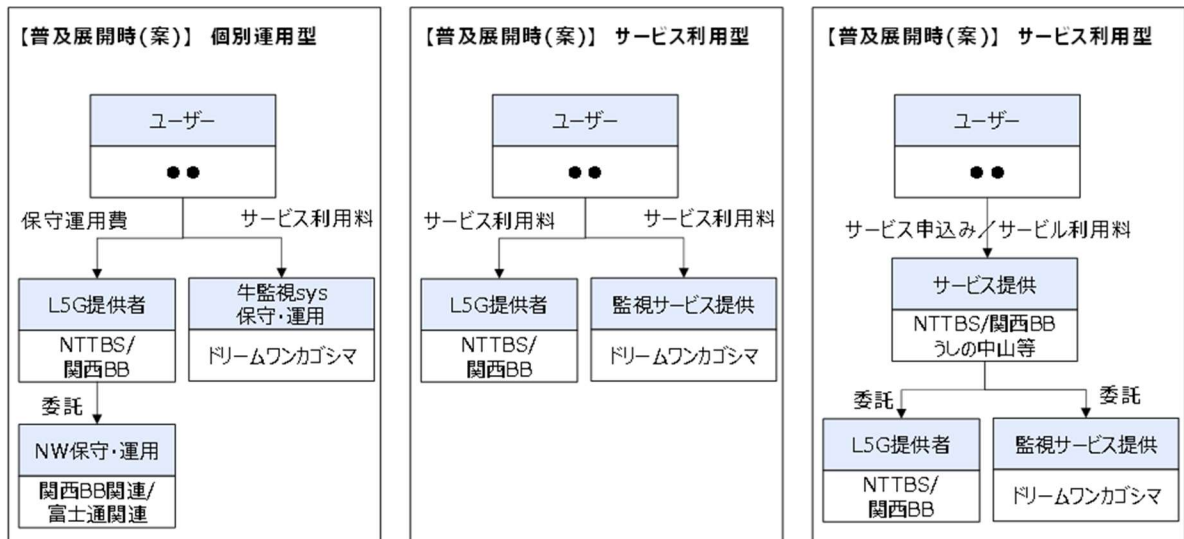 【普及展開時(案)】 個別運用型
ユーザー
●●
保守運用費
サービス利用料
L5G提供者
NTTBS/
関西BB
牛監視sys
保守・運用
ドリームワンカゴシマ
委託
NW保守・運用
関西BB関連/
富士通関連
【普及展開時(案)】 サービス利用型
ユーザー
●●
サービス利用料
サービス利用料
L5G提供者
NTTBS/
関西BB
監視サービス提供
ドリームワンカゴシマ
【普及展開時(案)】 サービス利用型
ユーザー
●●
サービス申込み/サービル利用料
サービス提供
NTTBS/関西BB
うしの中山等
委託
委託
L5G提供者
NTTBS/
関西BB
監視サービス提供
ドリームワンカゴシマ